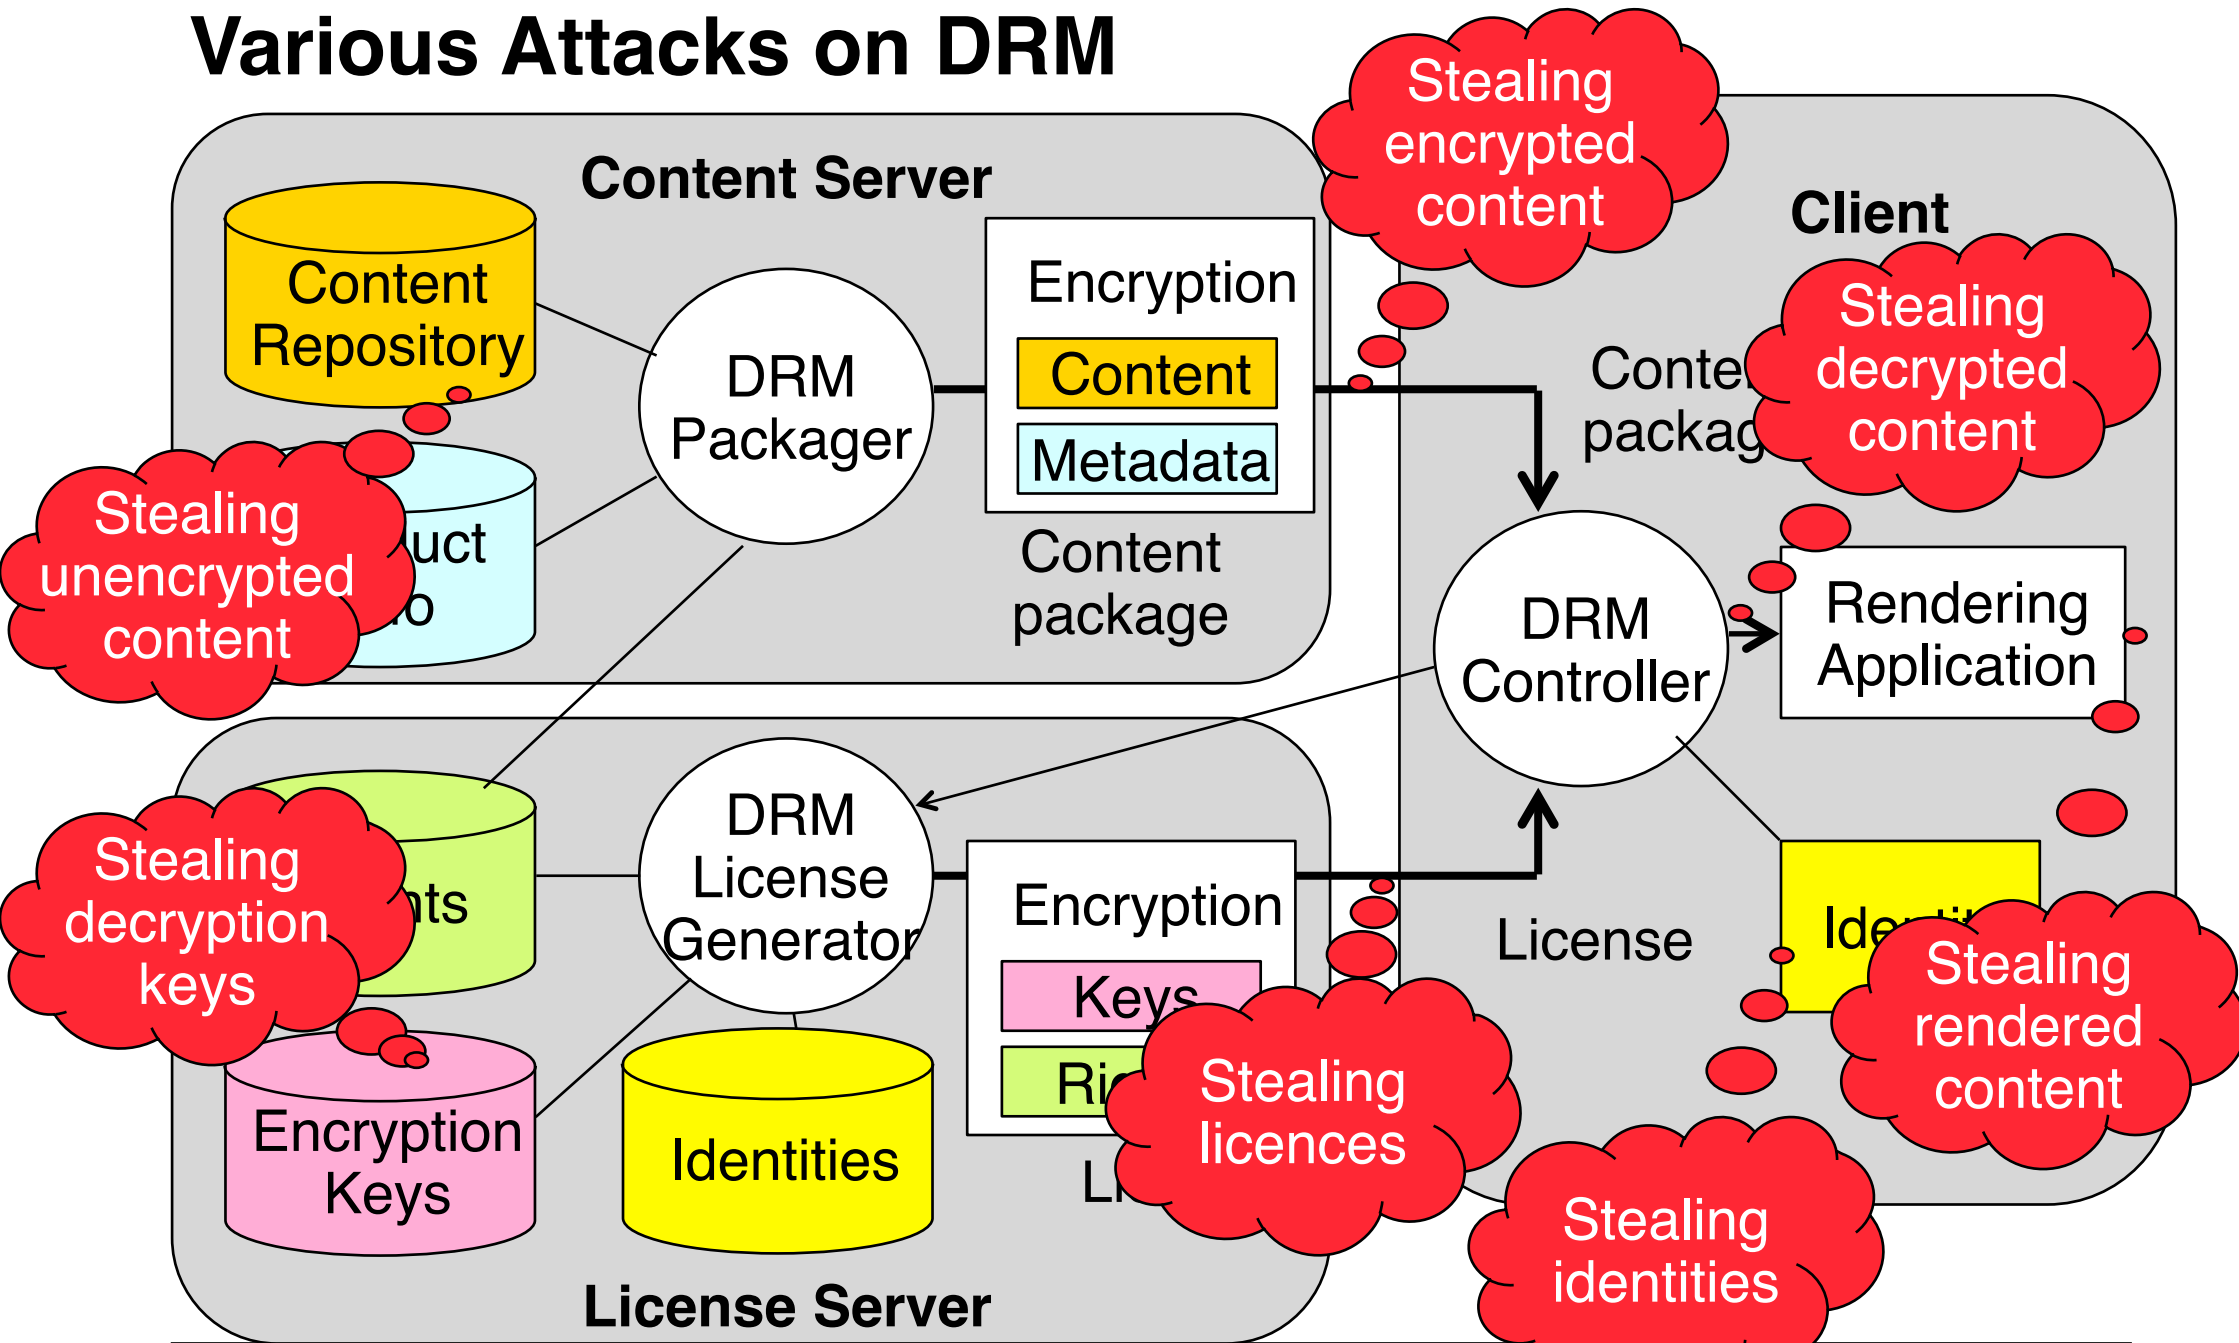 Various Attacks on DRM
Content Server
Content
Repository
DRM
Packager
Encryption
Content
Metadata
Content
package
Stealing
unencrypted
content
Stealing
encrypted
content
Client
Stealing
decrypted
content
DRM
Controller
Rendering
Application
Stealing
decryption
keys
DRM
License
Generator
Encryption
Keys
License
Stealing
rendered
content
Encryption
Keys
Identities
Stealing
licences
Stealing
identities
License Server